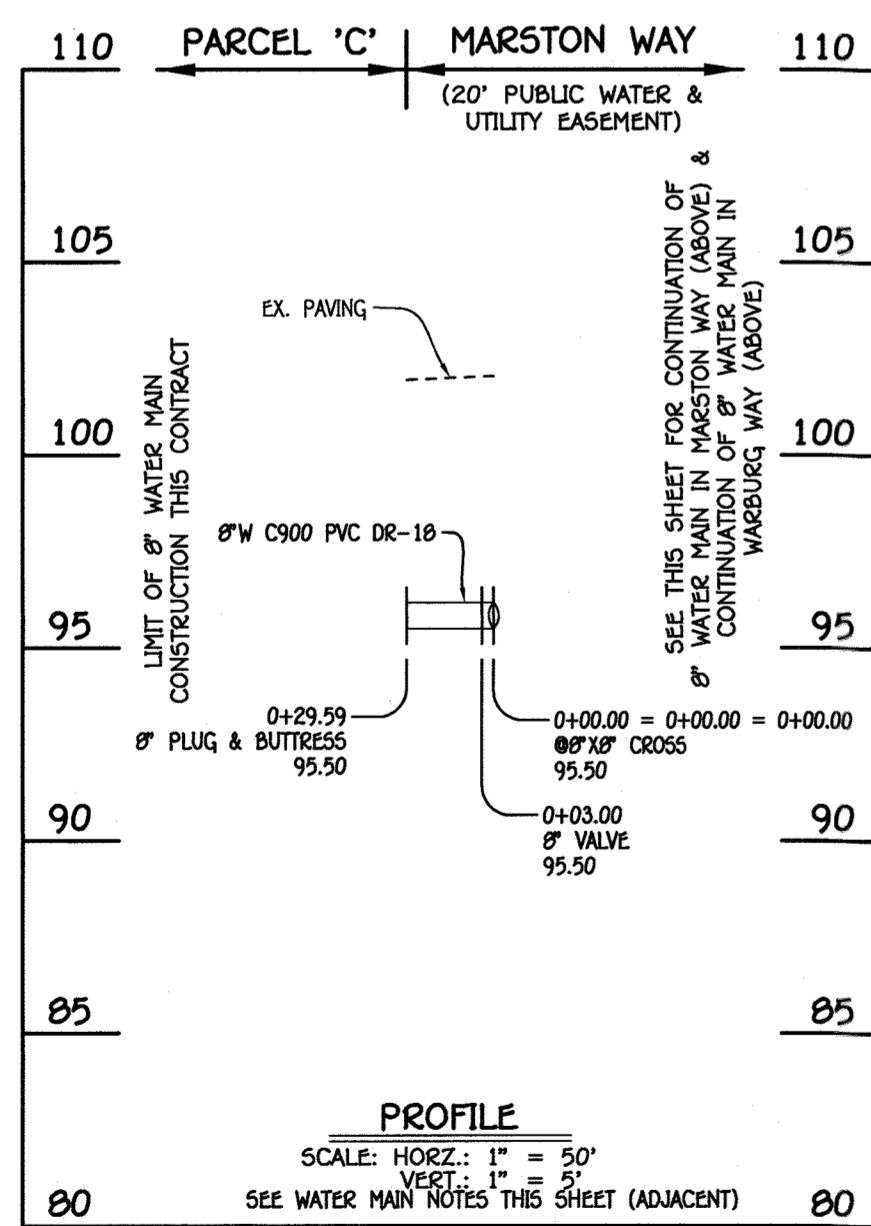 PARCEL 'C'
MARSTON WAY
(20' PUBLIC WATER &
UTILITY EASEMENT)
110
110
105
105
100
100
95
95
90
90
85
85
80
80
EX. PAVING
LIMIT OF 8" WATER MAIN
CONSTRUCTION THIS CONTRACT
SEE THIS SHEET FOR CONTINUATION OF
8" WATER MAIN IN MARSTON WAY (ABOVE) &
CONTINUATION OF 8" WATER MAIN IN
WARBURG WAY (ABOVE)
8"W C900 PVC DR-18
0+29.59
8" PLUG & BUTTRESS
95.50
0+00.00 = 0+00.00 = 0+00.00
@8"X8" CROSS
95.50
0+03.00
8" VALVE
95.50
PROFILE
SCALE: HORZ.: 1" = 50'
VERT.: 1" = 5'
SEE WATER MAIN NOTES THIS SHEET (ADJACENT)